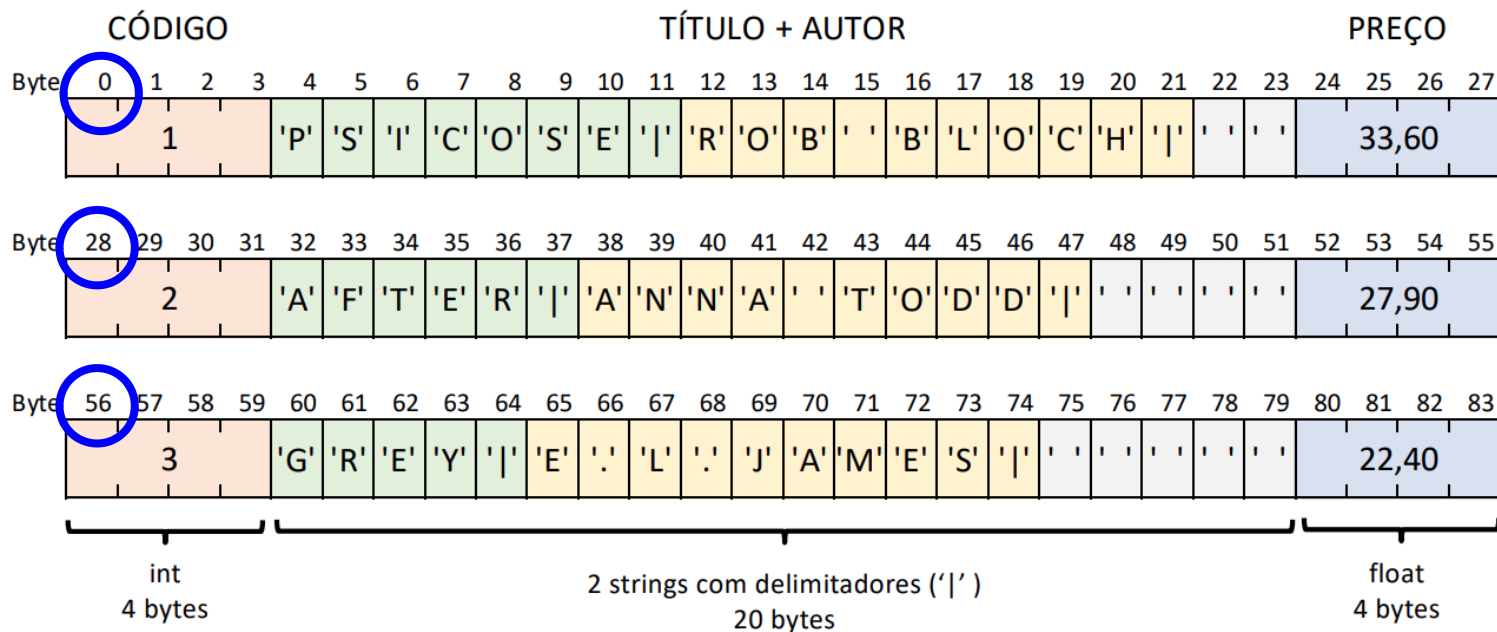 CÓDIGO TÍTULO + AUTOR PREÇO
Byte 0 1 2 3 4 5 6 7 8 9 10 11 12 13 14 15 16 17 18 19 20 21 22 23 24 25 26 27
1 'P' 'S' 'I' 'C' 'O' 'S' 'E' '|' 'R' 'O' 'B' ' ' 'B' 'L' 'O' 'C' 'H' '|' ' ' ' ' 33,60
Byte 28 29 30 31 32 33 34 35 36 37 38 39 40 41 42 43 44 45 46 47 48 49 50 51 52 53 54 55
2 'A' 'F' 'T' 'E' 'R' '|' 'A' 'N' 'N' 'A' ' ' 'T' 'O' 'D' 'D' '|' ' ' ' ' ' ' ' ' 27,90
Byte 56 57 58 59 60 61 62 63 64 65 66 67 68 69 70 71 72 73 74 75 76 77 78 79 80 81 82 83
3 'G' 'R' 'E' 'Y' '|' 'E' '.' 'L' '.' 'J' 'A' 'M' 'E' 'S' '|' ' ' ' ' ' ' ' ' ' ' 22,40
int 2 strings com delimitadores (‘|’ ) float
4 bytes 20 bytes 4 bytes